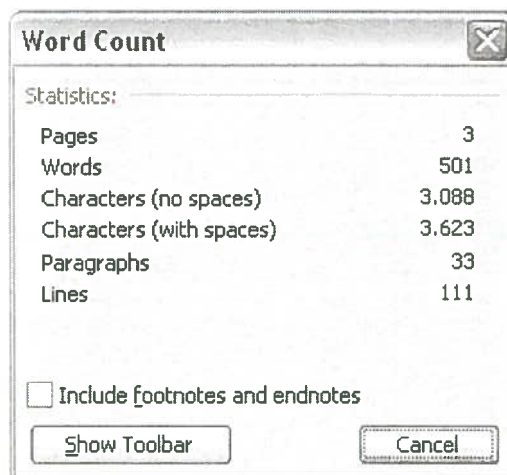 Word Count
Statistics:
Pages 3
Words 501
Characters (no spaces) 3.088
Characters (with spaces) 3.623
Paragraphs 33
Lines 111
Include footnotes and endnotes
Show Toolbar Cancel